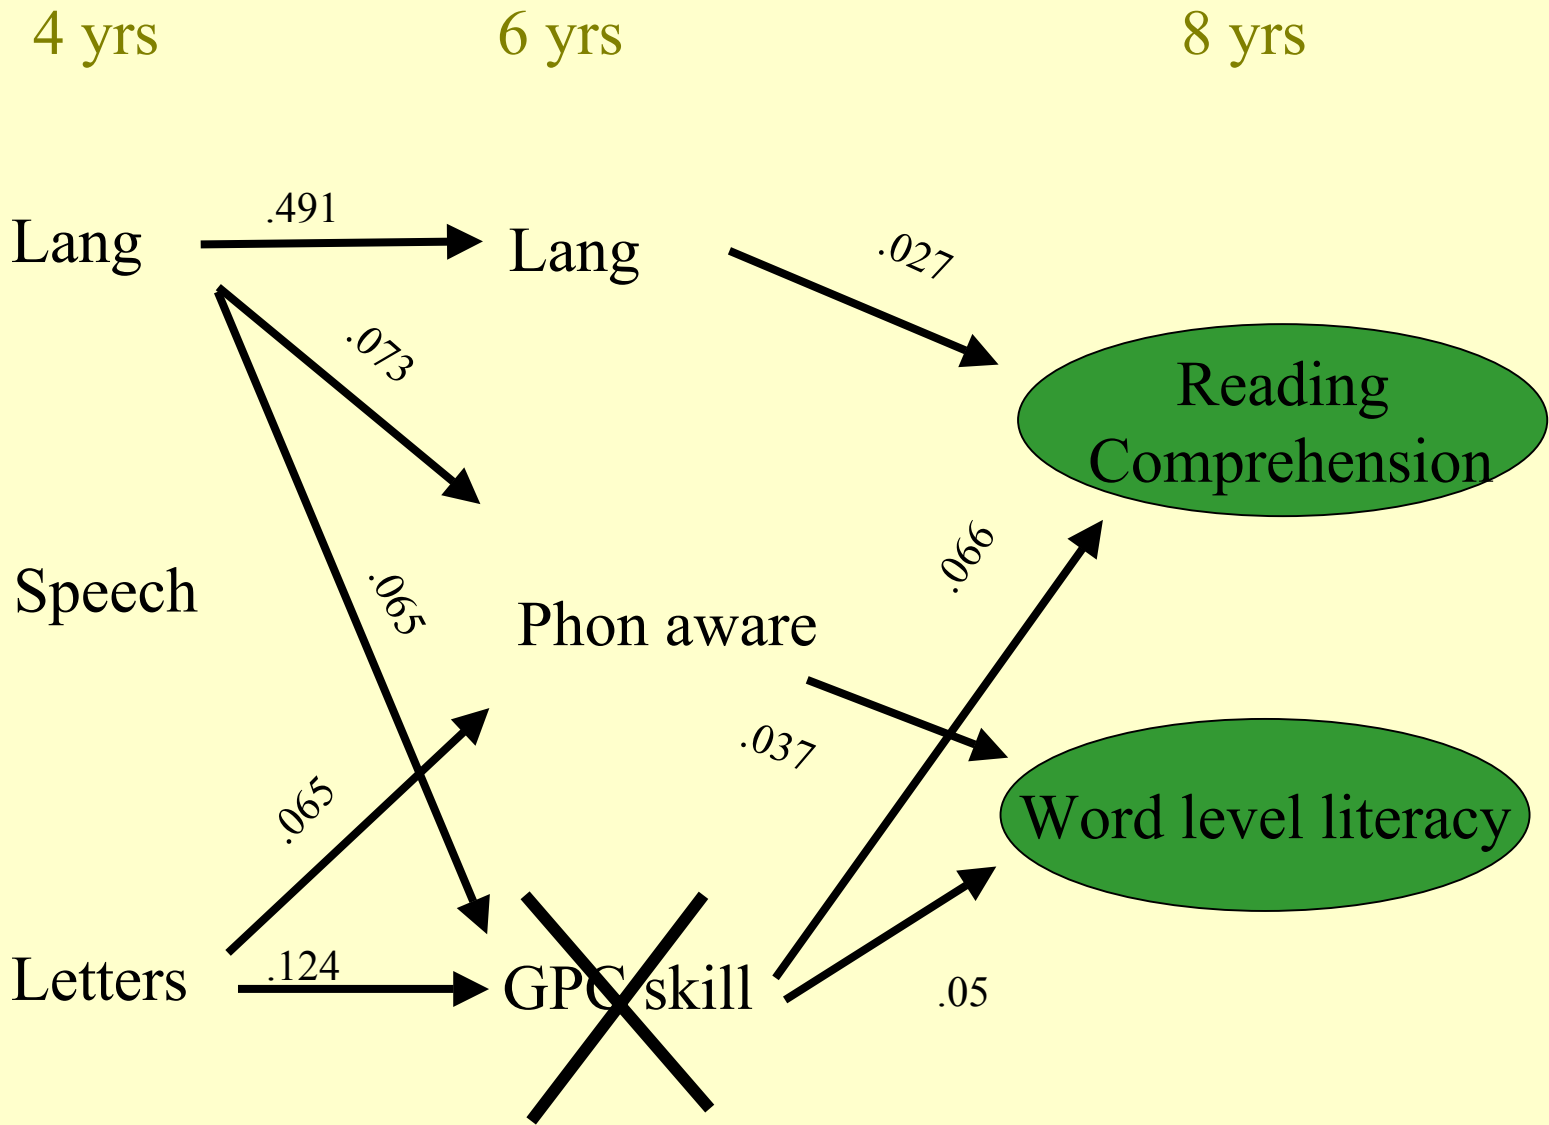 4 yrs
6 yrs
8 yrs
.491
Lang
Lang
.027
.073
Reading
Comprehension
.066
Speech
.065
Phon aware
.037
.065
Word level literacy
Letters
.124
GPC skill
.05